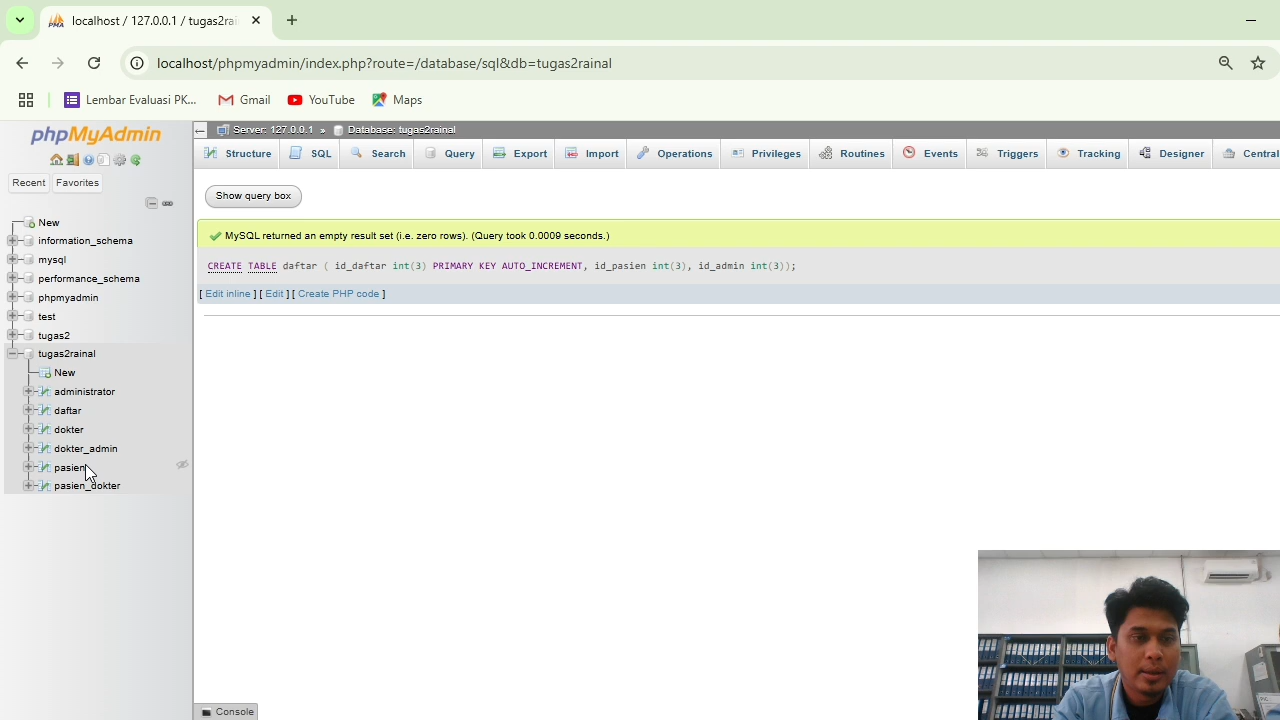 localhost / 127.0.0.1 / tugas2rai
localhost/phpmyadmin/index.php?route=/database/sql&db=tugas2rainal
Lembar Evaluasi PK... Gmail YouTube Maps
phpMyAdmin
Server: 127.0.0.1 » Database: tugas2rainal
Structure SQL Search Query Export Import Operations Privileges Routines Events Triggers Tracking Designer Central
Recent Favorites
Show query box
New
information_schema
mysql
performance_schema
phpmyadmin
test
tugas2
tugas2rainal
New
administrator
daftar
dokter
dokter_admin
pasien
pasien_dokter
MySQL returned an empty result set (i.e. zero rows). (Query took 0.0009 seconds.)
CREATE TABLE daftar ( id_daftar int(3) PRIMARY KEY AUTO_INCREMENT, id_pasien int(3), id_admin int(3));
[ Edit inline ] [ Edit ] [ Create PHP code ]
Console